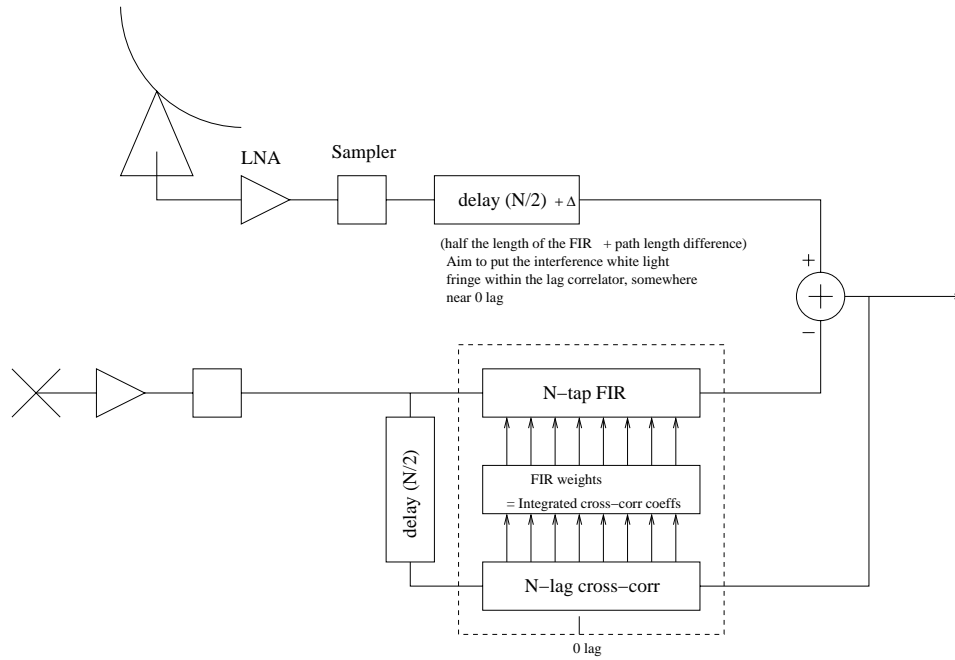 LNA
Sampler
delay (N/2) + Δ
(half the length of the FIR + path length difference)
Aim to put the interference white light
fringe within the lag correlator, somewhere
near 0 lag
+
+
−
N−tap FIR
delay (N/2)
FIR weights
= Integrated cross−corr coeffs
N−lag cross−corr
0 lag